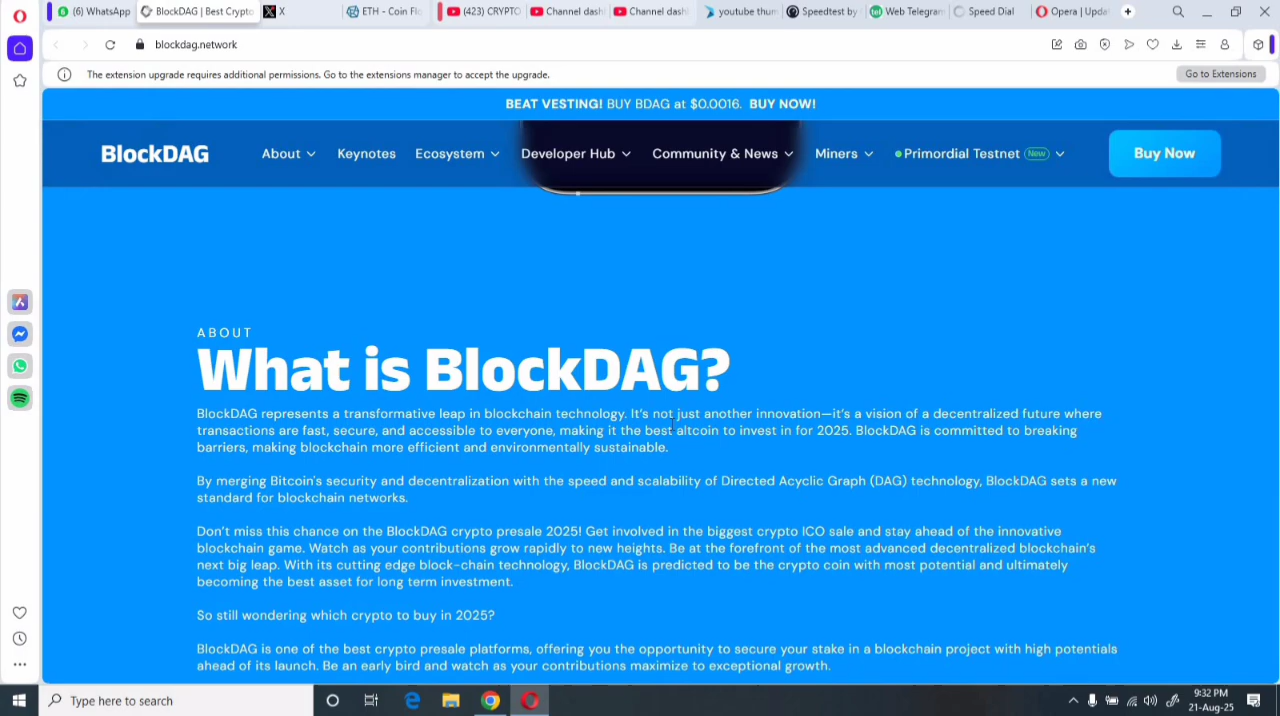 (6) WhatsApp
BlockDAG | Best Crypto
X
ETH - Coin Flo
(423) CRYPTO
Channel dash
Channel dash
youtube thum
Speedtest by
Web Telegram
Speed Dial
Opera | Upda
blockdag.network
The extension upgrade requires additional permissions. Go to the extensions manager to accept the upgrade.
Go to Extensions
BEAT VESTING! BUY BDAG at $0.0016. BUY NOW!
BlockDAG
About
Keynotes
Ecosystem
Developer Hub
Community & News
Miners
Primordial Testnet New
Buy Now
ABOUT
What is BlockDAG?
BlockDAG represents a transformative leap in blockchain technology. It's not just another innovation—it's a vision of a decentralized future where
transactions are fast, secure, and accessible to everyone, making it the best altcoin to invest in for 2025. BlockDAG is committed to breaking
barriers, making blockchain more efficient and environmentally sustainable.
By merging Bitcoin's security and decentralization with the speed and scalability of Directed Acyclic Graph (DAG) technology, BlockDAG sets a new
standard for blockchain networks.
Don't miss this chance on the BlockDAG crypto presale 2025! Get involved in the biggest crypto ICO sale and stay ahead of the innovative
blockchain game. Watch as your contributions grow rapidly to new heights. Be at the forefront of the most advanced decentralized blockchain's
next big leap. With its cutting edge block-chain technology, BlockDAG is predicted to be the crypto coin with most potential and ultimately
becoming the best asset for long term investment.
So still wondering which crypto to buy in 2025?
BlockDAG is one of the best crypto presale platforms, offering you the opportunity to secure your stake in a blockchain project with high potentials
ahead of its launch. Be an early bird and watch as your contributions maximize to exceptional growth.
Type here to search
9:32 PM
21-Aug-25